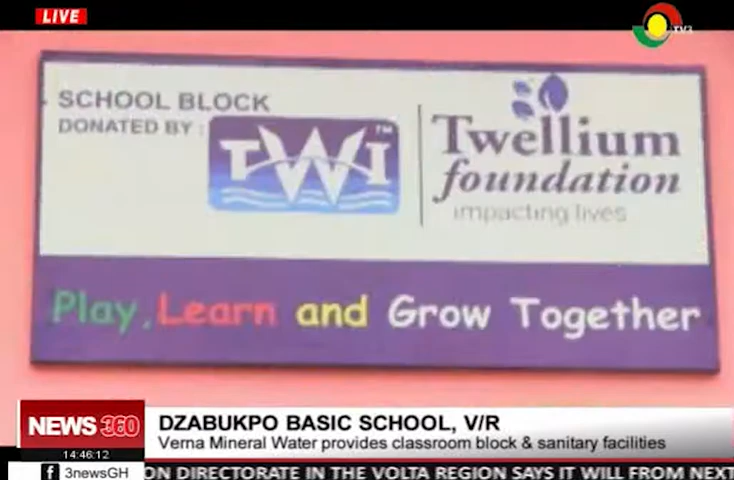 LIVE
TV3
SCHOOL BLOCK
DONATED BY :
TWI TM
Twellium
foundation
impacting lives
Play, Learn and Grow Together
NEWS 360
DZABUKPO BASIC SCHOOL, V/R
Verna Mineral Water provides classroom block & sanitary facilities
14:46:12
f 3newsGH
ON DIRECTORATE IN THE VOLTA REGION SAYS IT WILL FROM NEXT